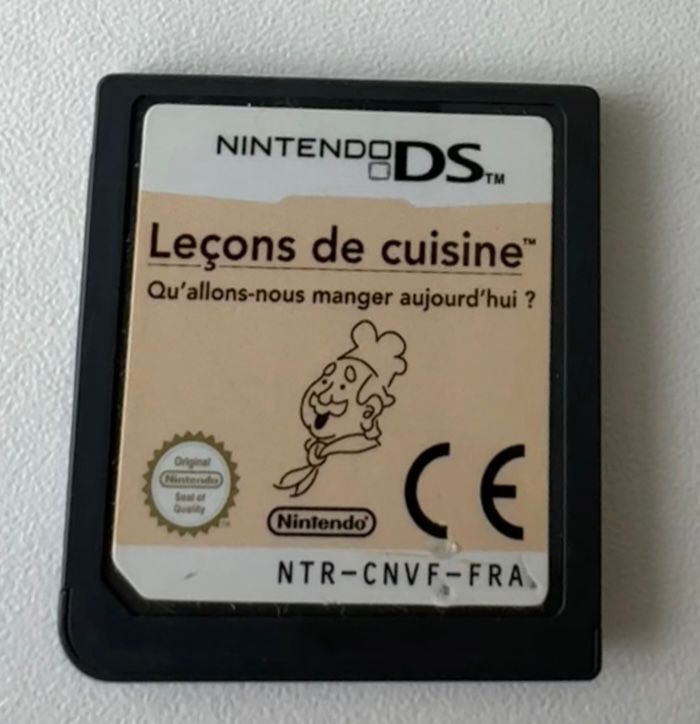 NINTENDO DS™
Leçons de cuisine™
Qu'allons-nous manger aujourd'hui ?
Original
Nintendo
Seal of
Quality
™
Nintendo®
CE
NTR-CNVF-FRA